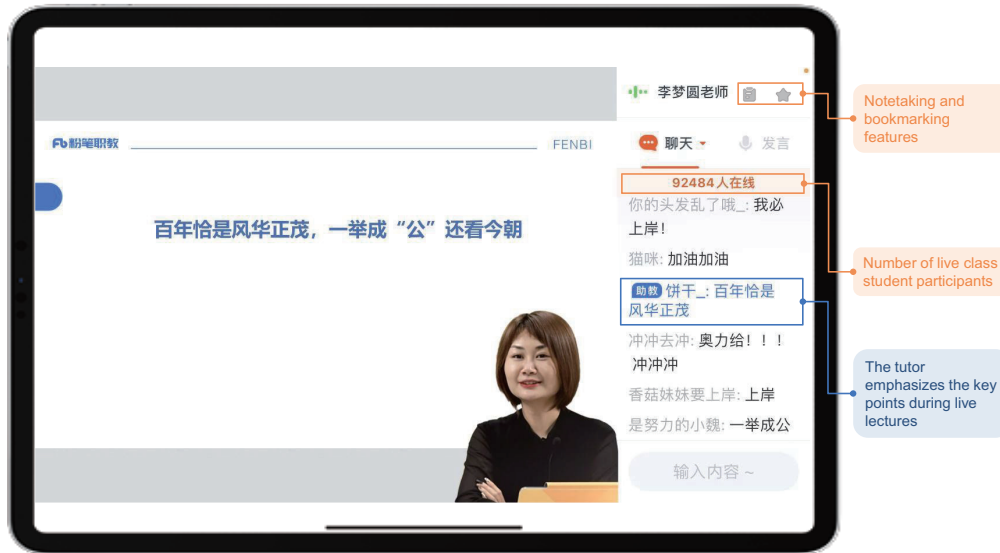 李梦圆老师
Notetaking and
bookmarking
features
粉笔职教
FENBI
聊天
发言
92484人在线
你的头发乱了哦_: 我必
上岸！
百年恰是风华正茂，一举成“公”还看今朝
猫咪: 加油加油
Number of live class
student participants
助教 饼干_: 百年恰是
风华正茂
冲冲去冲: 奥力给！！！
冲冲冲
The tutor
emphasizes the key
points during live
lectures
香菇妹妹要上岸: 上岸
是努力的小魏: 一举成公
输入内容 ~